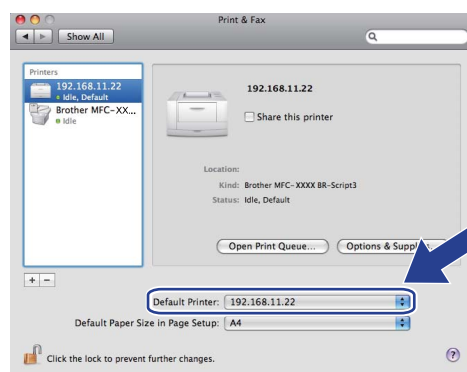 Print & Fax
Show All
Printers
192.168.11.22
Idle, Default
Brother MFC-XX...
Idle
192.168.11.22
Share this printer
Location:
Kind: Brother MFC-XXXX BR-Script3
Status: Idle, Default
Open Print Queue...
Options &
+ -
Default Printer: 192.168.11.22
Default Paper Size in Page Setup: A4
Click the lock to prevent further changes.
?